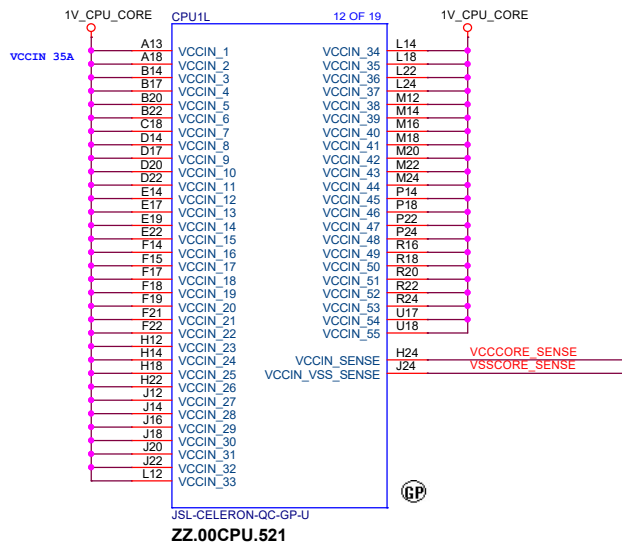 1V_CPU_CORE CPU1L 12 OF 19 1V_CPU_CORE
VCCIN 35A
A13 VCCIN_1 VCCIN_34 L14
A18 VCCIN_2 VCCIN_35 L18
B14 VCCIN_3 VCCIN_36 L22
B17 VCCIN_4 VCCIN_37 L24
B20 VCCIN_5 VCCIN_38 M12
B22 VCCIN_6 VCCIN_39 M14
C18 VCCIN_7 VCCIN_40 M16
D14 VCCIN_8 VCCIN_41 M18
D17 VCCIN_9 VCCIN_42 M20
D20 VCCIN_10 VCCIN_43 M22
D22 VCCIN_11 VCCIN_44 M24
E14 VCCIN_12 VCCIN_45 P14
E17 VCCIN_13 VCCIN_46 P18
E19 VCCIN_14 VCCIN_47 P22
E22 VCCIN_15 VCCIN_48 P24
F14 VCCIN_16 VCCIN_49 R16
F15 VCCIN_17 VCCIN_50 R18
F17 VCCIN_18 VCCIN_51 R20
F18 VCCIN_19 VCCIN_52 R22
F19 VCCIN_20 VCCIN_53 R24
F21 VCCIN_21 VCCIN_54 U17
F22 VCCIN_22 VCCIN_55 U18
H12 VCCIN_23
H14 VCCIN_24 VCCIN_SENSE H24 VCCCORE_SENSE
H18 VCCIN_25 VCCIN_VSS_SENSE J24 VSSCORE_SENSE
H22 VCCIN_26
J12 VCCIN_27
J14 VCCIN_28
J16 VCCIN_29
J18 VCCIN_30
J20 VCCIN_31
J22 VCCIN_32
L12 VCCIN_33
GP
JSL-CELERON-QC-GP-U
ZZ.00CPU.521